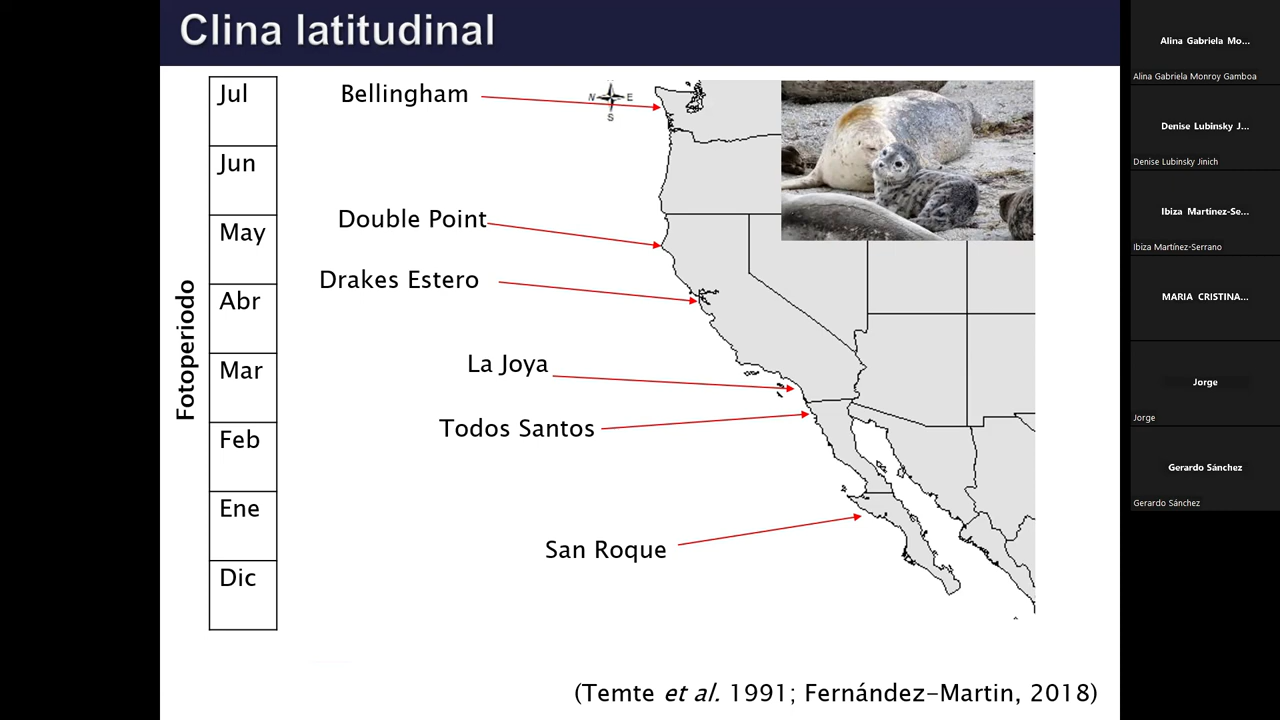 Clina latitudinal
Fotoperiodo
Jul
Jun
May
Abr
Mar
Feb
Ene
Dic
Bellingham
Double Point
Drakes Estero
La Joya
Todos Santos
San Roque
N E
S
(Temte et al. 1991; Fernández-Martin, 2018)
Alina Gabriela Mo...
Alina Gabriela Monroy Gamboa
Denise Lubinsky J...
Denise Lubinsky Jinich
Ibiza Martínez-Se...
Ibiza Martínez-Serrano
MARIA CRISTINA...
Jorge
Jorge
Gerardo Sánchez
Gerardo Sánchez